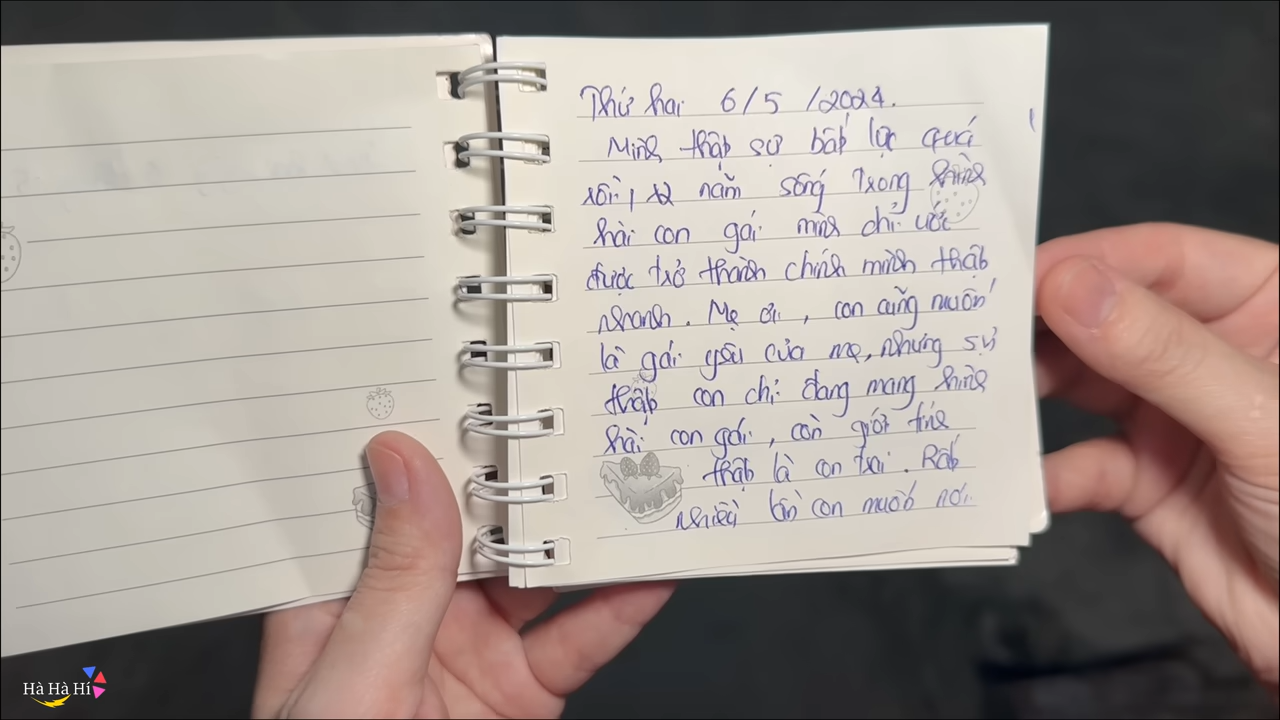 Thứ hai 6/5 /2024.
Mình thật sự bất lực quá
rồi, 12 năm sống trong hình
hài con gái mình chỉ ước
được trở thành chính mình thật
nhanh. Mẹ ơi, con cũng muốn
là gái yêu của mẹ, nhưng sự
thật con chỉ đang mang hình
hài con gái, còn giới tính
thật là con trai. Rất
nhiều lần con muốn nói
Hà Hà Hí